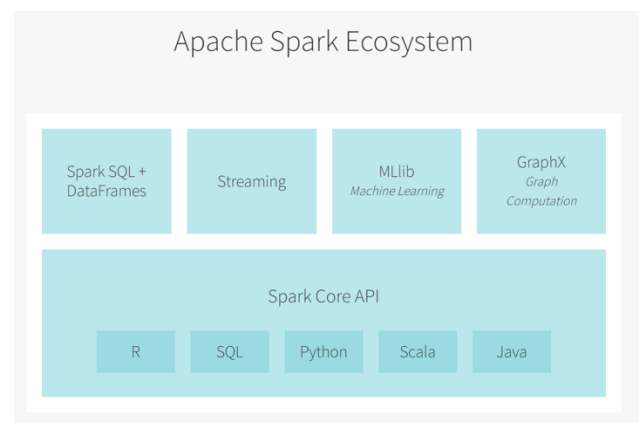 Apache Spark Ecosystem
Spark SQL +
DataFrames
Streaming
MLlib
Machine Learning
GraphX
Graph
Computation
Spark Core API
R
SQL
Python
Scala
Java